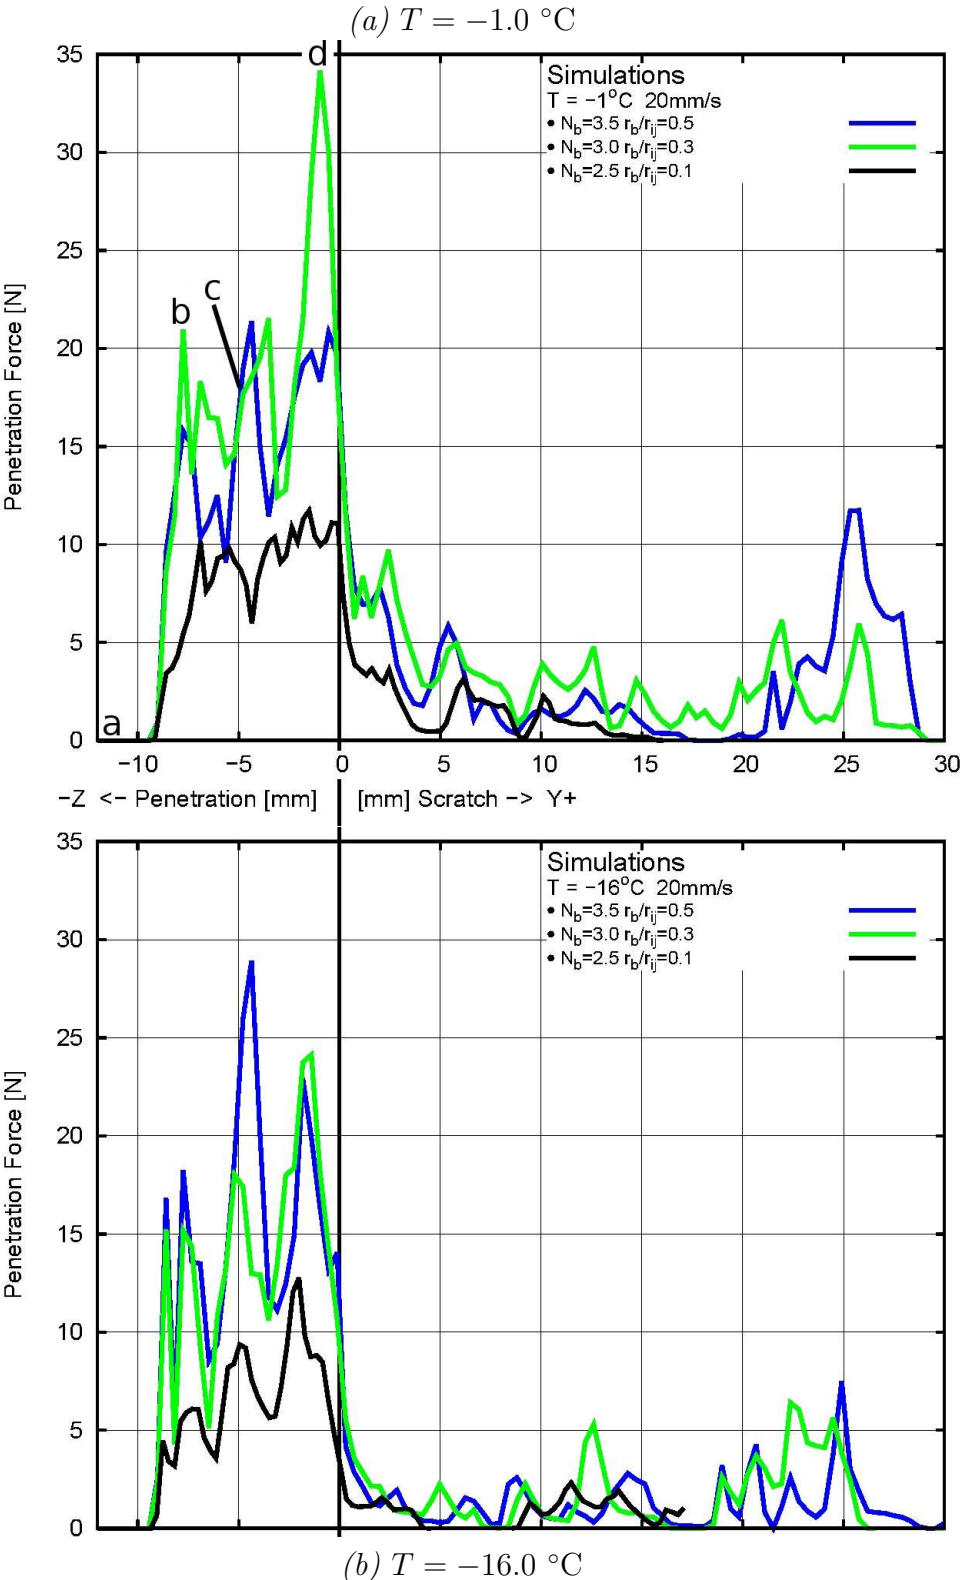 (a) T = −1.0 °C
35
30
25
20
15
10
5
0
Penetration Force [N]
a
b
c
d
Simulations
T = −1°C 20mm/s
• N_b=3.5 r_b/r_ij=0.5
• N_b=3.0 r_b/r_ij=0.3
• N_b=2.5 r_b/r_ij=0.1
−10 −5 0 5 10 15 20 25 30
−Z <− Penetration [mm] [mm] Scratch −> Y+
35
30
25
20
15
10
5
0
Penetration Force [N]
Simulations
T = −16°C 20mm/s
• N_b=3.5 r_b/r_ij=0.5
• N_b=3.0 r_b/r_ij=0.3
• N_b=2.5 r_b/r_ij=0.1
(b) T = −16.0 °C